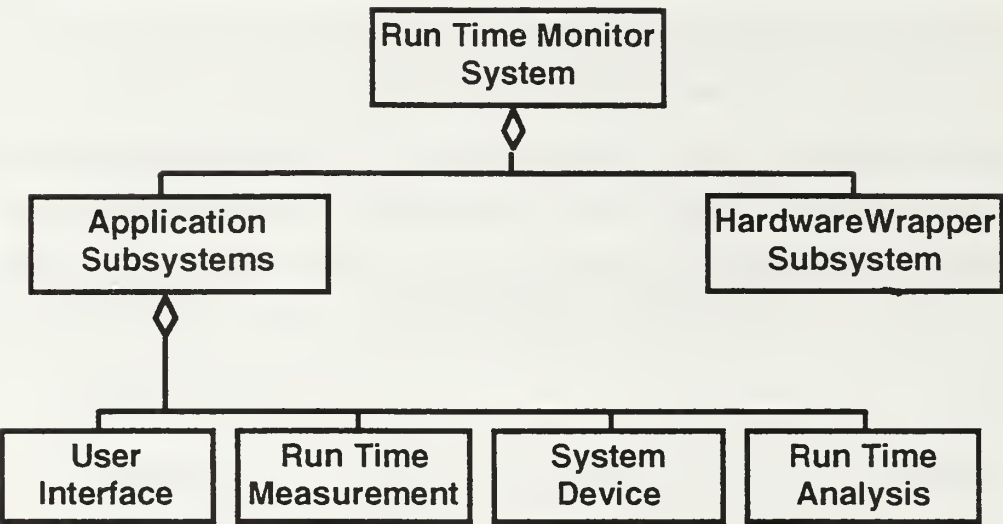 Run Time Monitor
System
Application
Subsystems
HardwareWrapper
Subsystem
User
Interface
Run Time
Measurement
System
Device
Run Time
Analysis